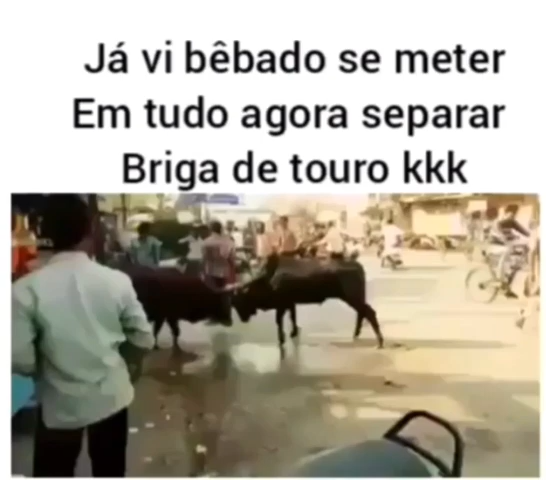 Já vi bêbado se meter
Em tudo agora separar
Briga de touro kkk